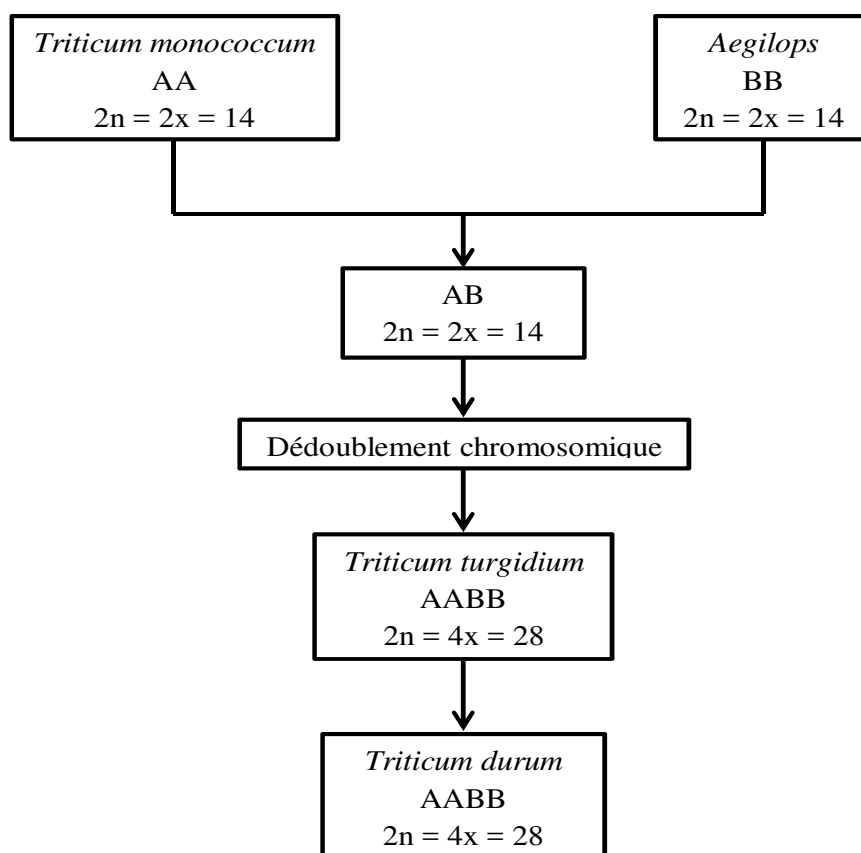 Triticum monococcum
AA
2n = 2x = 14
Aegilops
BB
2n = 2x = 14
AB
2n = 2x = 14
Dédoublement chromosomique
Triticum turgidium
AABB
2n = 4x = 28
Triticum durum
AABB
2n = 4x = 28